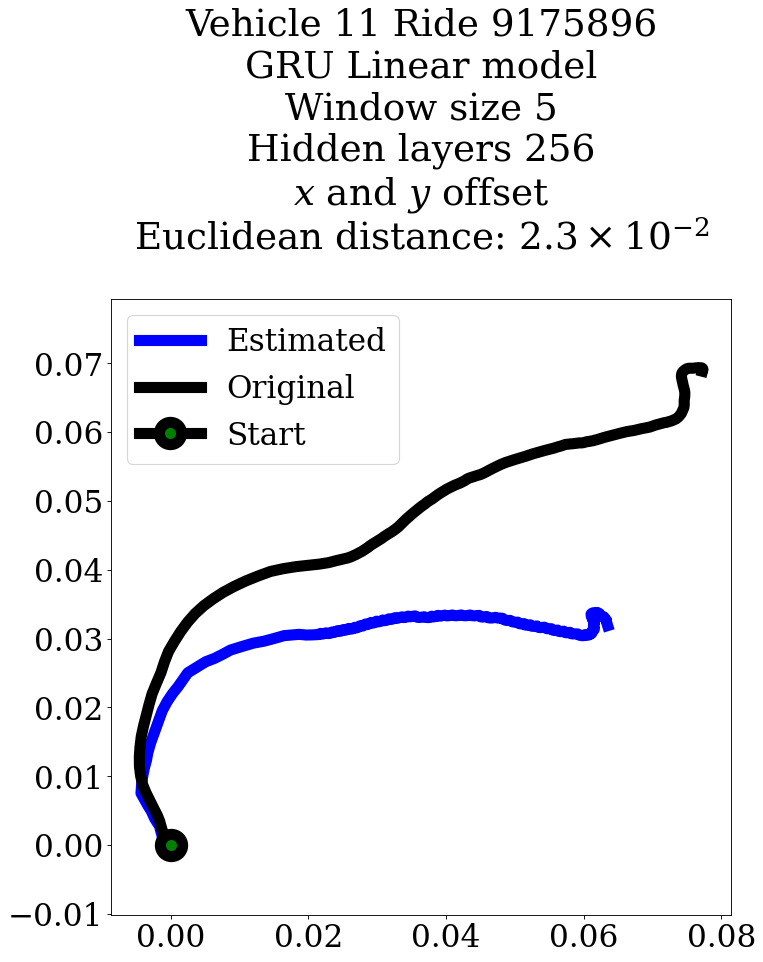 Vehicle 11 Ride 9175896
GRU Linear model
Window size 5
Hidden layers 256
x and y offset
Euclidean distance: 2.3 × 10⁻²
Estimated
Original
Start
0.07
0.06
0.05
0.04
0.03
0.02
0.01
0.00
−0.01
0.00 0.02 0.04 0.06 0.08